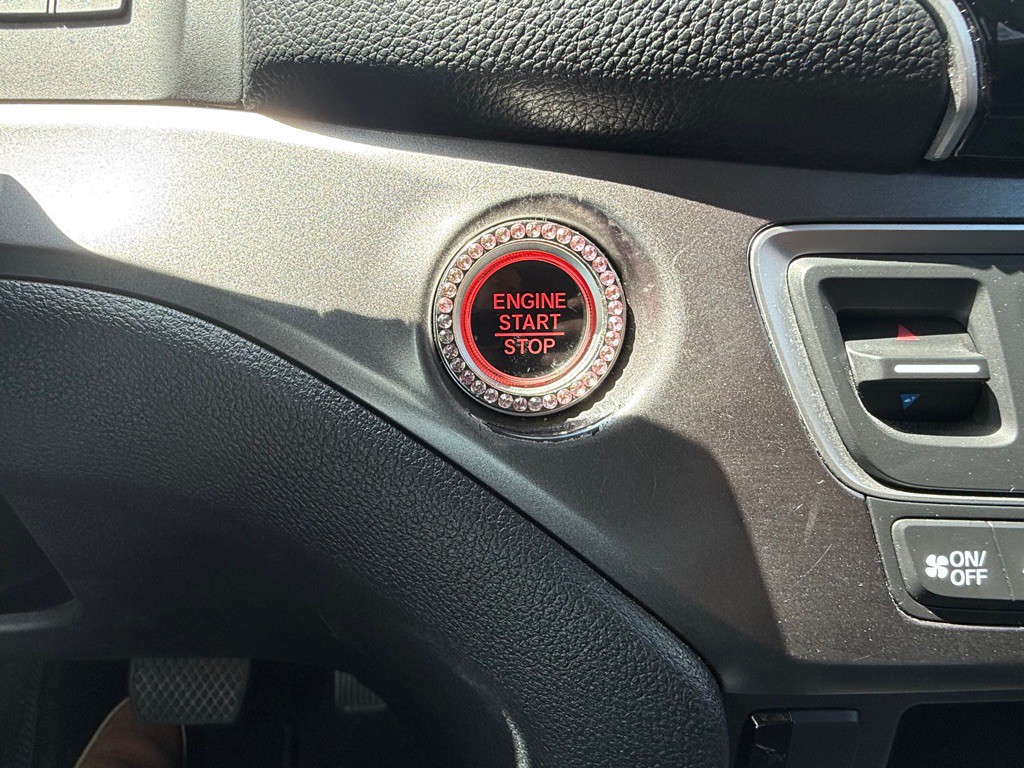 ENGINE
START
STOP
ON/
OFF